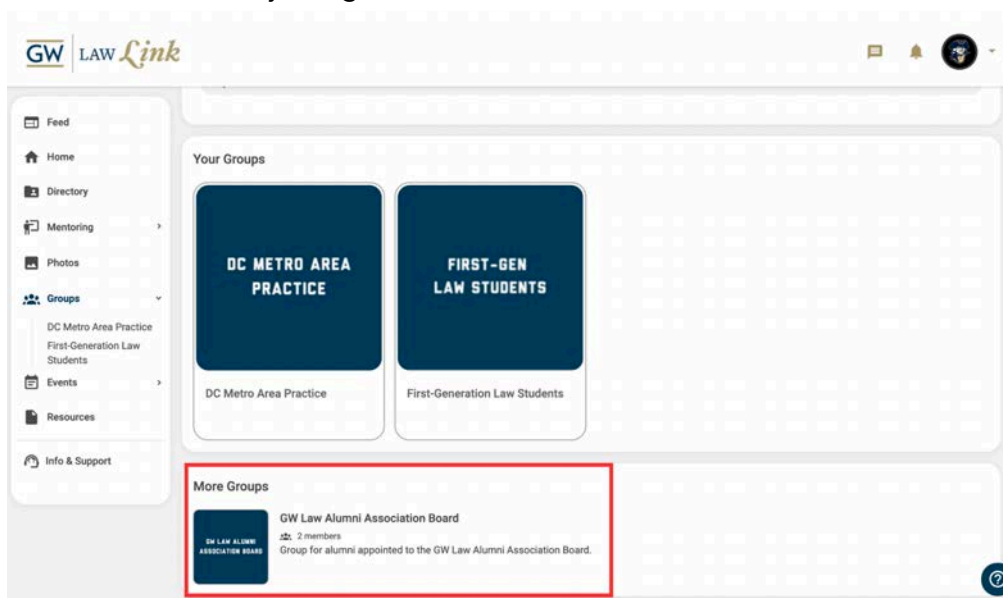 GW LAW Link
Feed
Home
Directory
Mentoring
Photos
Groups
DC Metro Area Practice
First-Generation Law
Students
Events
Resources
Info & Support
Your Groups
DC METRO AREA
PRACTICE
DC Metro Area Practice
FIRST-GEN
LAW STUDENTS
First-Generation Law Students
More Groups
GW LAW ALUMNI
ASSOCIATION BOARD
GW Law Alumni Association Board
2 members
Group for alumni appointed to the GW Law Alumni Association Board.